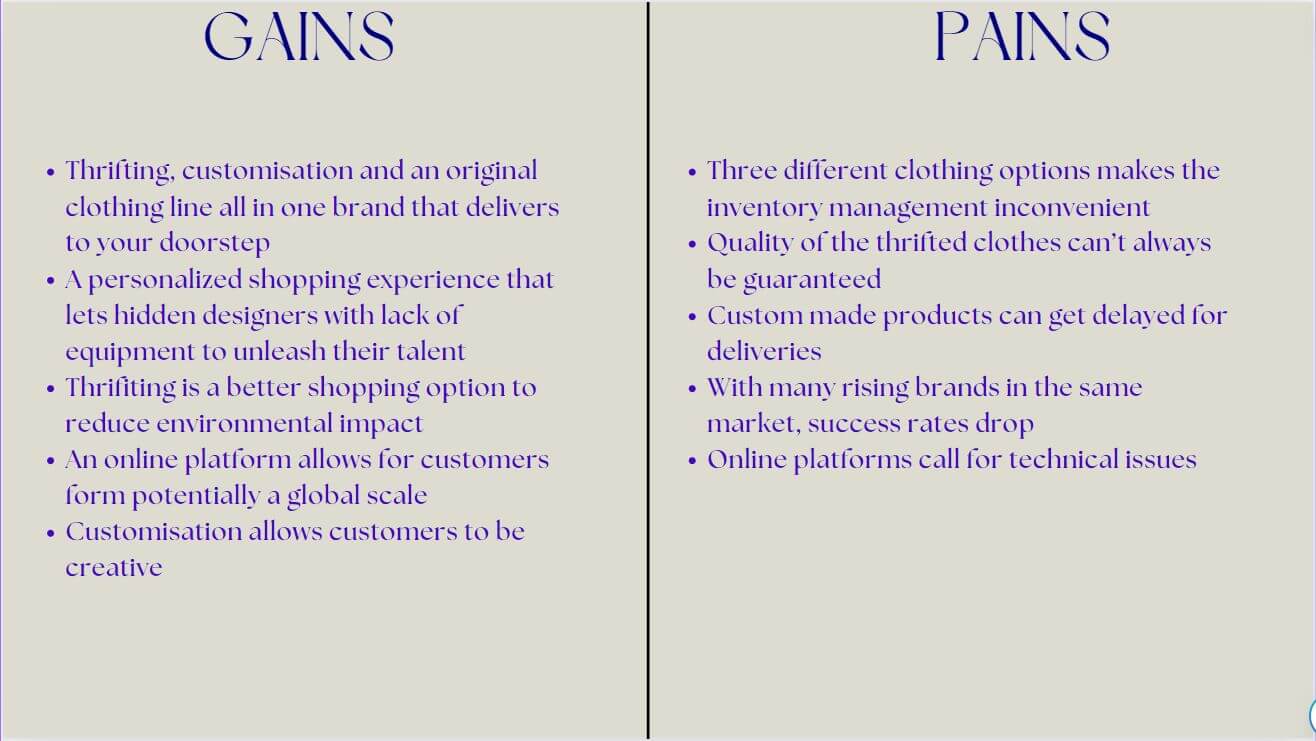 GAINS
• Thrifting, customisation and an original
clothing line all in one brand that delivers
to your doorstep
• A personalized shopping experience that
lets hidden designers with lack of
equipment to unleash their talent
• Thrifiting is a better shopping option to
reduce environmental impact
• An online platform allows for customers
form potentially a global scale
• Customisation allows customers to be
creative
PAINS
• Three different clothing options makes the
inventory management inconvenient
• Quality of the thrifted clothes can't always
be guaranteed
• Custom made products can get delayed for
deliveries
• With many rising brands in the same
market, success rates drop
• Online platforms call for technical issues